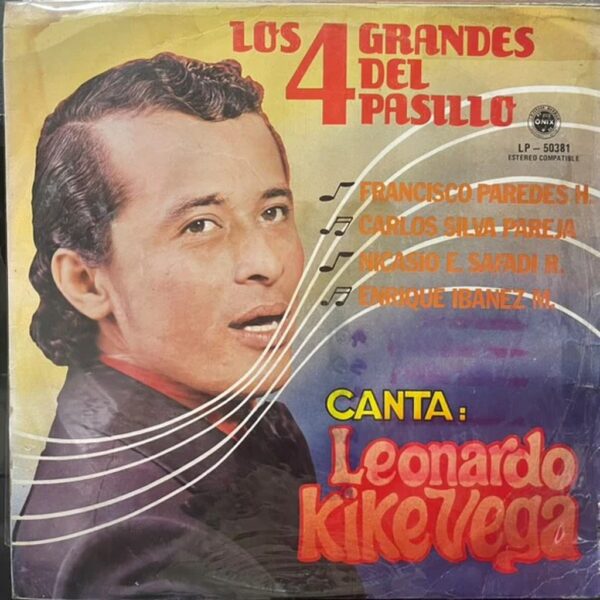 LOS 4 GRANDES
DEL
PASILLO
ONIX
LP - 50381
ESTEREO COMPATIBLE
FRANCISCO PAREDES H.
CARLOS SILVA PAREJA
NICASIO E. SAFADI R.
ENRIQUE IBAÑEZ M.
CANTA:
Leonardo
Kike Vega